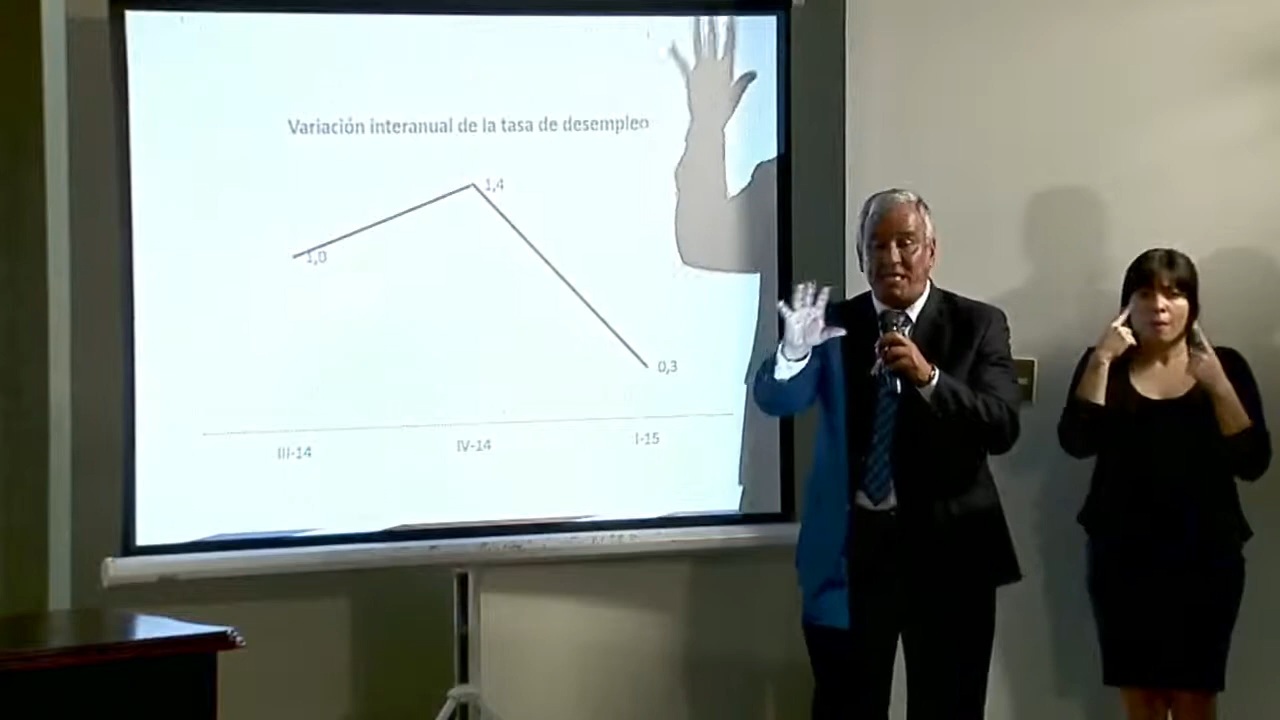 Variación interanual de la tasa de desempleo
1,4
1,0
0,3
III-14
IV-14
I-15